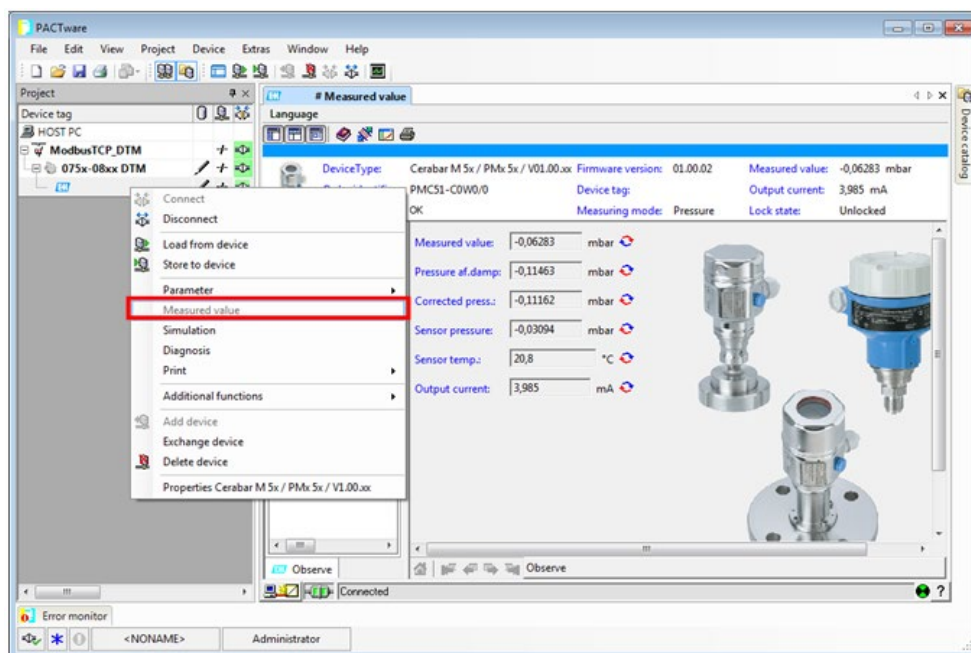 PACTware
File Edit View Project Device Extras Window Help
Project
# Measured value
Device tag
Language
HOST PC
ModbusTCP_DTM
075x-08xx DTM
DeviceType: Cerabar M 5x / PMx 5x / V01.00.xx Firmware version: 01.00.02 Measured value: -0,06283 mbar
PMC51-C0W0/0 Device tag: Output current: 3,985 mA
OK Measuring mode: Pressure Lock state: Unlocked
Connect
Disconnect
Load from device
Store to device
Parameter
Measured value
Simulation
Diagnosis
Print
Additional functions
Add device
Exchange device
Delete device
Properties Cerabar M 5x / PMx 5x / V1.00.xx
Measured value: -0,06283 mbar
Pressure af.damp: -0,11463 mbar
Corrected press.: -0,11162 mbar
Sensor pressure: -0,03094 mbar
Sensor temp.: 20,8 °C
Output current: 3,985 mA
Device catalog
Observe
Observe
Connected
Error monitor
<NONAME> Administrator